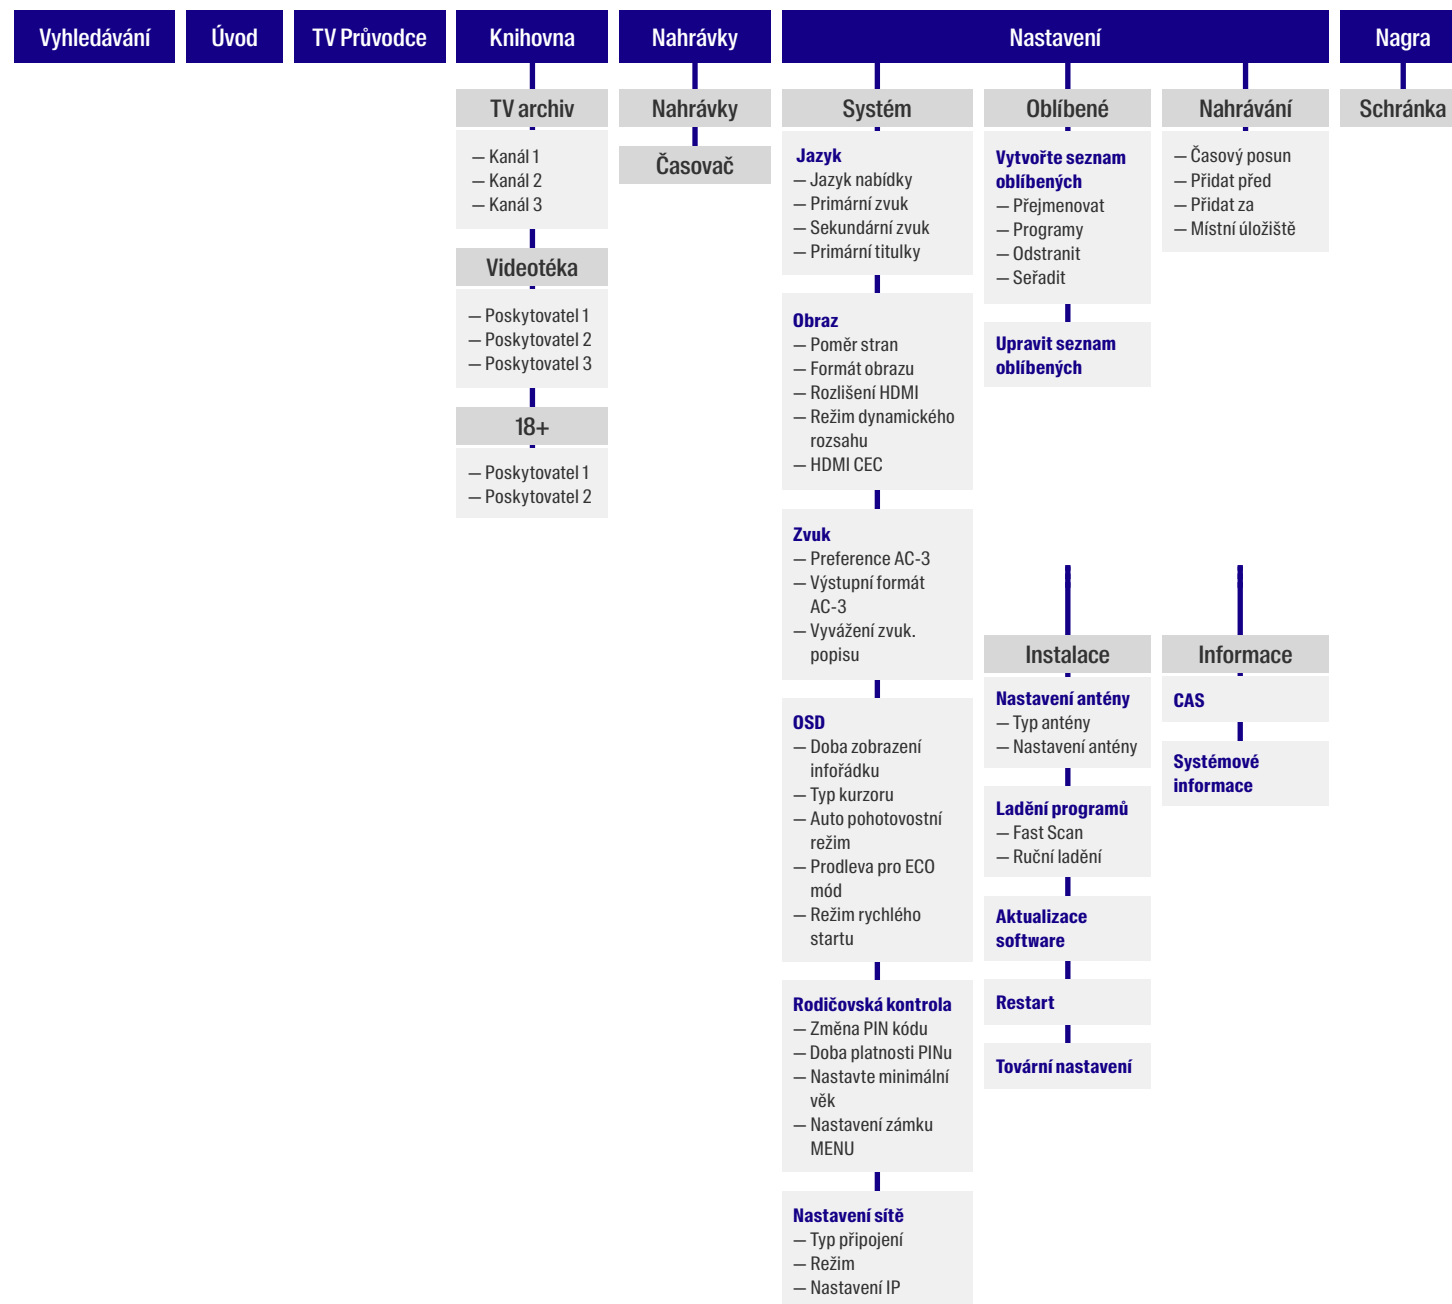 Vyhledávání
Úvod
TV Průvodce
Knihovna
Nahrávky
Nastavení
Nagra
TV archiv
— Kanál 1
— Kanál 2
— Kanál 3
Videotéka
— Poskytovatel 1
— Poskytovatel 2
— Poskytovatel 3
18+
— Poskytovatel 1
— Poskytovatel 2
Nahrávky
Časovač
Systém
Jazyk
— Jazyk nabídky
— Primární zvuk
— Sekundární zvuk
— Primární titulky
Obraz
— Poměr stran
— Formát obrazu
— Rozlišení HDMI
— Režim dynamického
rozsahu
— HDMI CEC
Zvuk
— Preference AC-3
— Výstupní formát
AC-3
— Vyvážení zvuk.
popisu
OSD
— Doba zobrazení
infořádku
— Typ kurzoru
— Auto pohotovostní
režim
— Prodleva pro ECO
mód
— Režim rychlého
startu
Rodičovská kontrola
— Změna PIN kódu
— Doba platnosti PINu
— Nastavte minimální
věk
— Nastavení zámku
MENU
Nastavení sítě
— Typ připojení
— Režim
— Nastavení IP
Oblíbené
Vytvořte seznam
oblíbených
— Přejmenovat
— Programy
— Odstranit
— Seřadit
Upravit seznam
oblíbených
Nahrávání
— Časový posun
— Přidat před
— Přidat za
— Místní úložiště
Instalace
Nastavení antény
— Typ antény
— Nastavení antény
Ladění programů
— Fast Scan
— Ruční ladění
Aktualizace
software
Restart
Tovární nastavení
Informace
CAS
Systémové
informace
Schránka